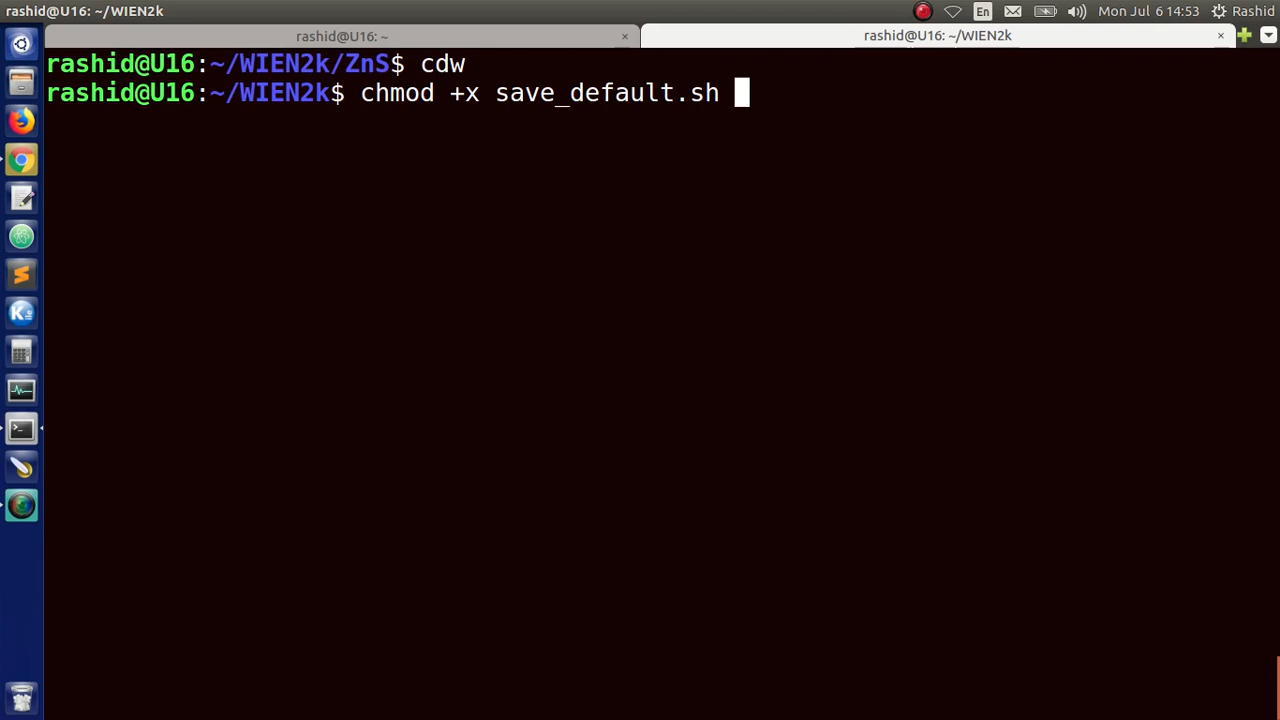 rashid@U16: ~/WIEN2k
En
Mon Jul 6 14:53
Rashid
rashid@U16: ~
×
rashid@U16: ~/WIEN2k
×
rashid@U16:~/WIEN2k/ZnS$ cdw
rashid@U16:~/WIEN2k$ chmod +x save_default.sh